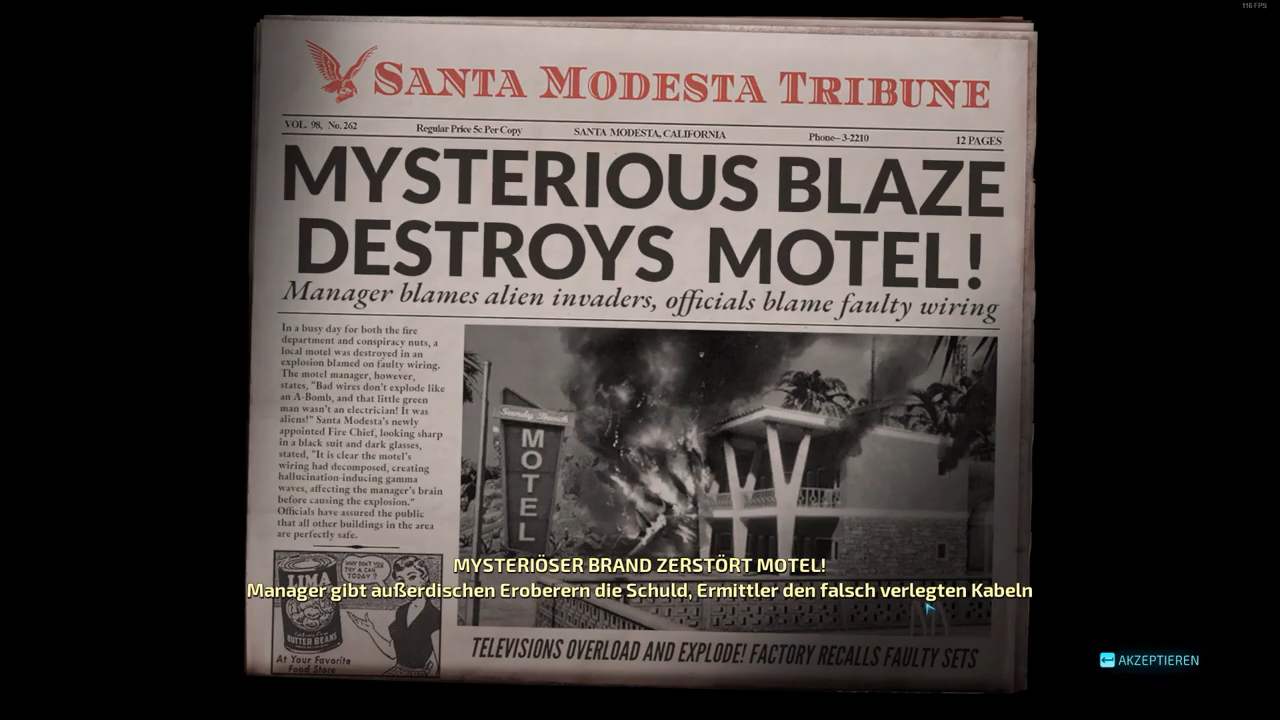 116 FPS
SANTA MODESTA TRIBUNE
VOL. 98, No. 262 Regular Price 5c Per Copy SANTA MODESTA, CALIFORNIA Phone– 3-2210 12 PAGES
MYSTERIOUS BLAZE
DESTROYS MOTEL!
Manager blames alien invaders, officials blame faulty wiring
In a busy day for both the fire
department and conspiracy nuts, a
local motel was destroyed in an
explosion blamed on faulty wiring.
The motel manager, however,
states, "Bad wires don't explode like
an A-Bomb, and that little green
man wasn't an electrician! It was
aliens!" Santa Modesta's newly
appointed Fire Chief, looking sharp
in a black suit and dark glasses,
stated, "It is clear the motel's
wiring had decomposed, creating
hallucination-inducing gamma
waves, affecting the manager's brain
before causing the explosion."
Officials have assured the public
that all other buildings in the area
are perfectly safe.
MOTEL
WHY DON'T YOU
TRY A CAN
TODAY?
LIMA
BUTTER BEANS
At Your Favorite
Food Store
MYSTERIÖSER BRAND ZERSTÖRT MOTEL!
Manager gibt außerdischen Eroberern die Schuld, Ermittler den falsch verlegten Kabeln
TELEVISIONS OVERLOAD AND EXPLODE! FACTORY RECALLS FAULTY SETS
AKZEPTIEREN